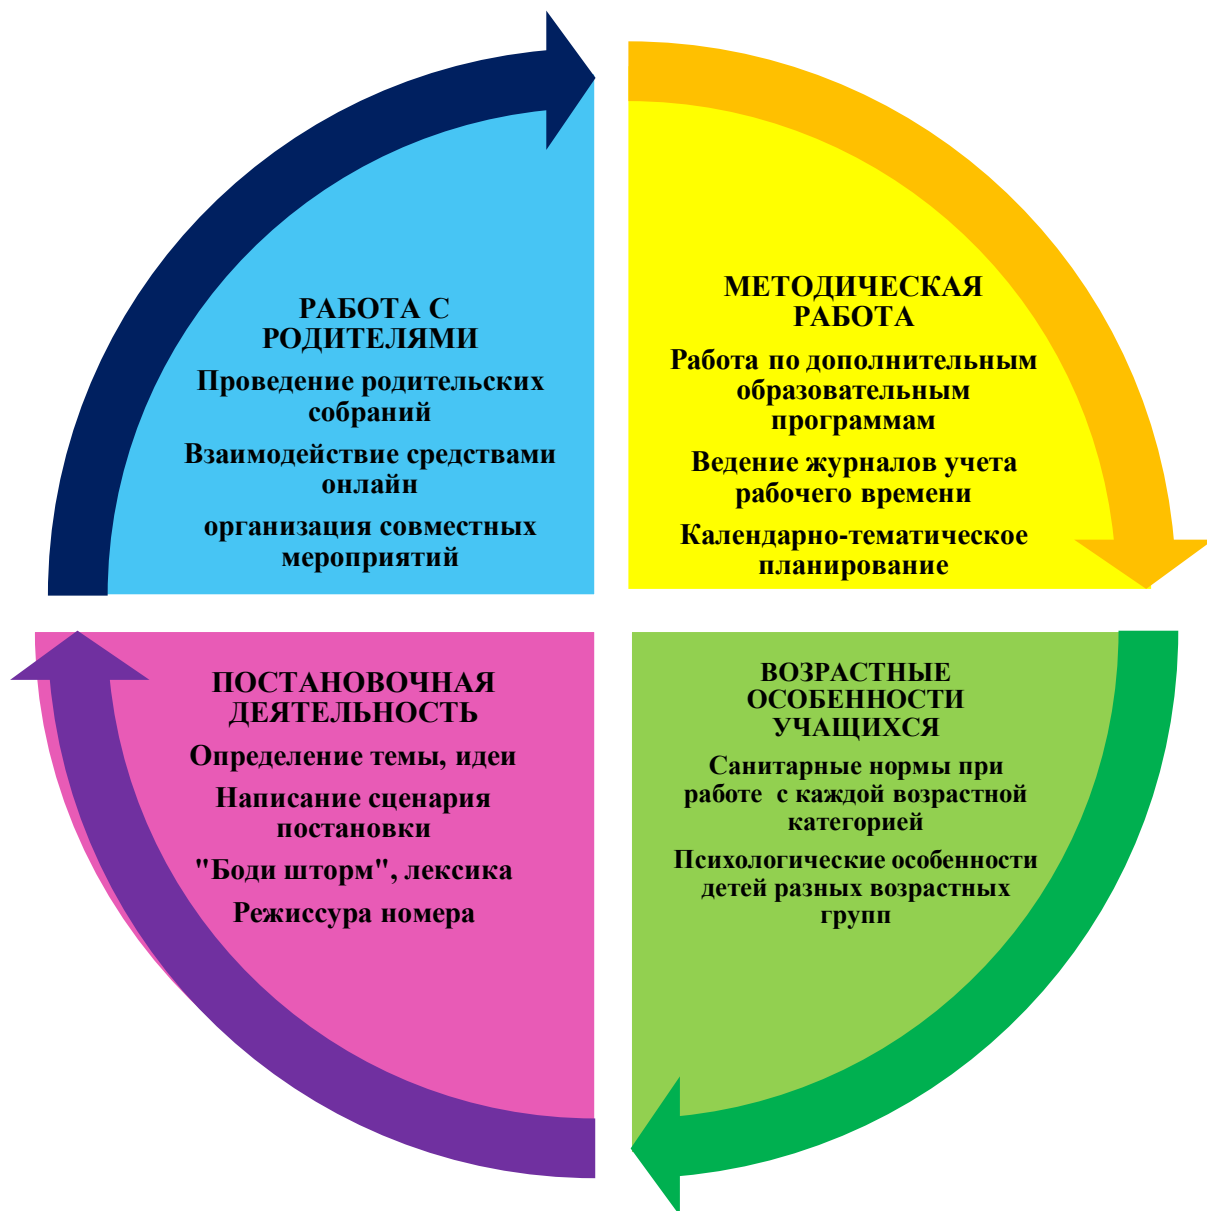 РАБОТА С
РОДИТЕЛЯМИ
Проведение родительских
собраний
Взаимодействие средствами
онлайн
организация совместных
мероприятий
МЕТОДИЧЕСКАЯ
РАБОТА
Работа по дополнительным
образовательным
программам
Ведение журналов учета
рабочего времени
Календарно-тематическое
планирование
ПОСТАНОВОЧНАЯ
ДЕЯТЕЛЬНОСТЬ
Определение темы, идеи
Написание сценария
постановки
"Боди шторм", лексика
Режиссура номера
ВОЗРАСТНЫЕ
ОСОБЕННОСТИ
УЧАЩИХСЯ
Санитарные нормы при
работе с каждой возрастной
категорией
Психологические особенности
детей разных возрастных
групп